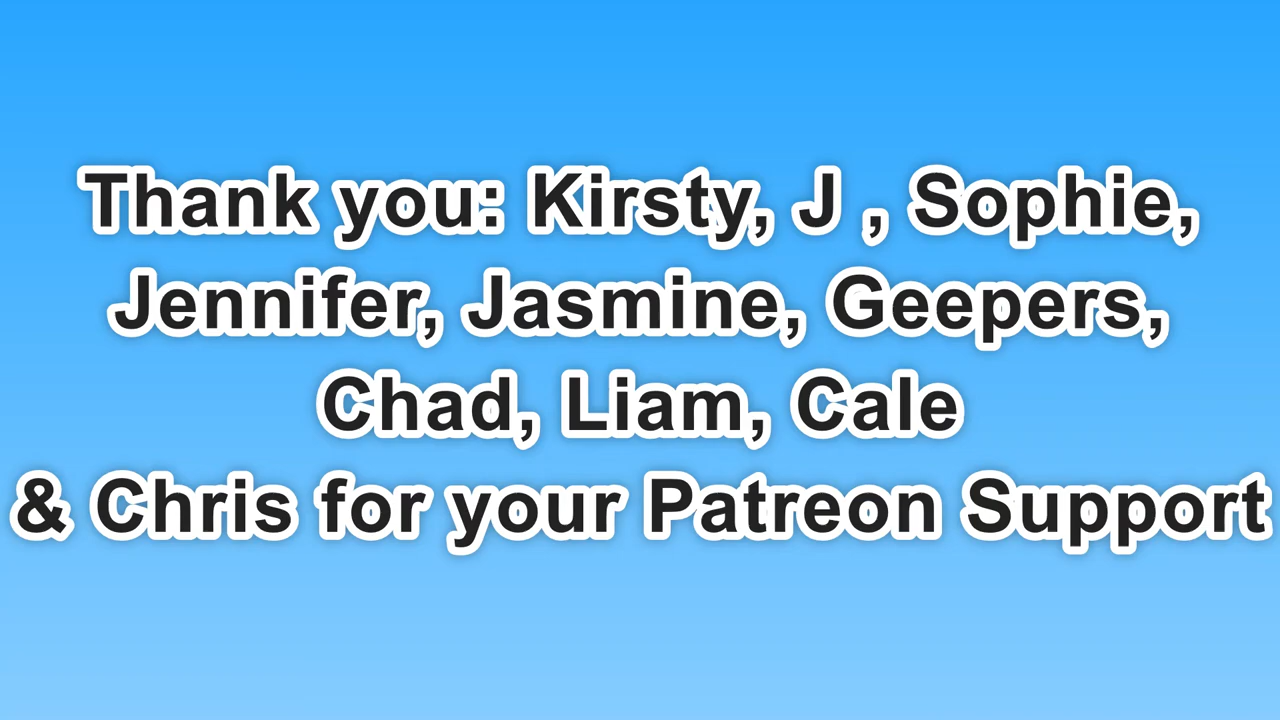 Thank you: Kirsty, J , Sophie,
Jennifer, Jasmine, Geepers,
Chad, Liam, Cale
& Chris for your Patreon Support